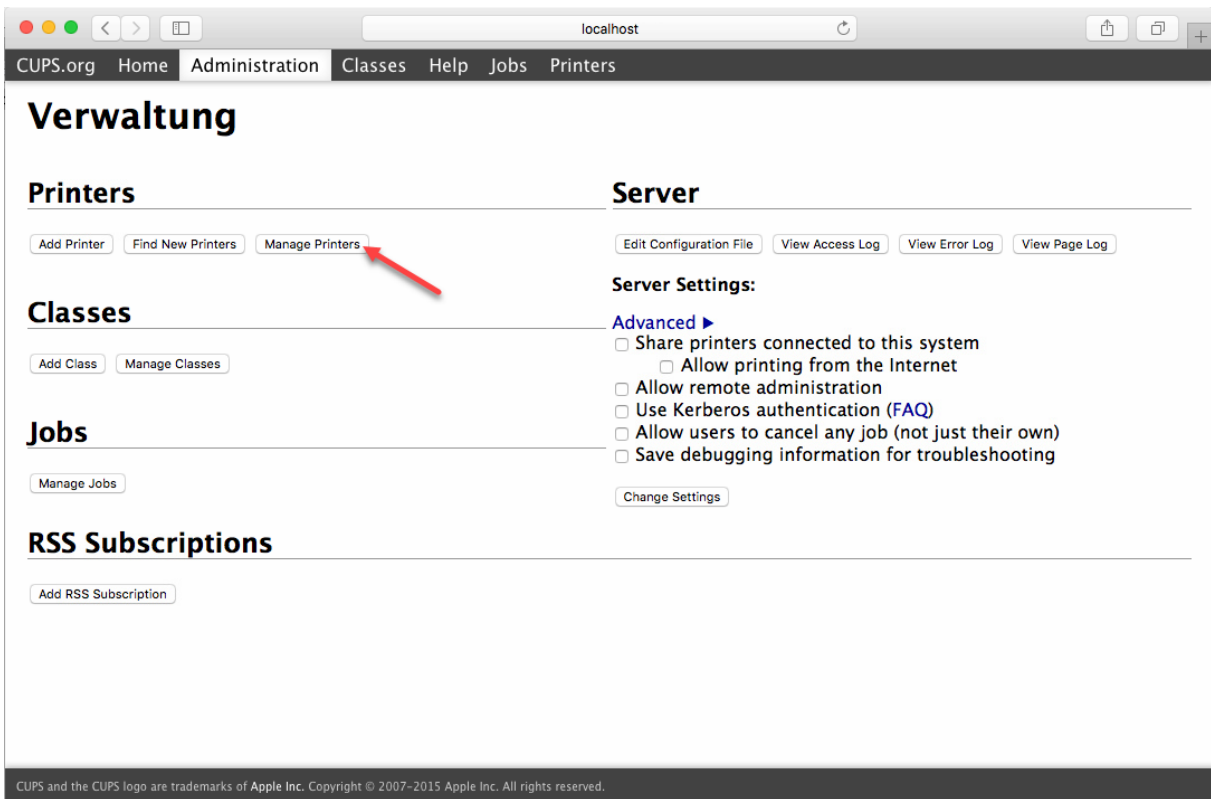 localhost
CUPS.org Home Administration Classes Help Jobs Printers
Verwaltung
Printers
Add Printer Find New Printers Manage Printers
Classes
Add Class Manage Classes
Jobs
Manage Jobs
Server
Edit Configuration File View Access Log View Error Log View Page Log
Server Settings:
Advanced ▶
Share printers connected to this system
Allow printing from the Internet
Allow remote administration
Use Kerberos authentication (FAQ)
Allow users to cancel any job (not just their own)
Save debugging information for troubleshooting
Change Settings
RSS Subscriptions
Add RSS Subscription
CUPS and the CUPS logo are trademarks of Apple Inc. Copyright © 2007-2015 Apple Inc. All rights reserved.